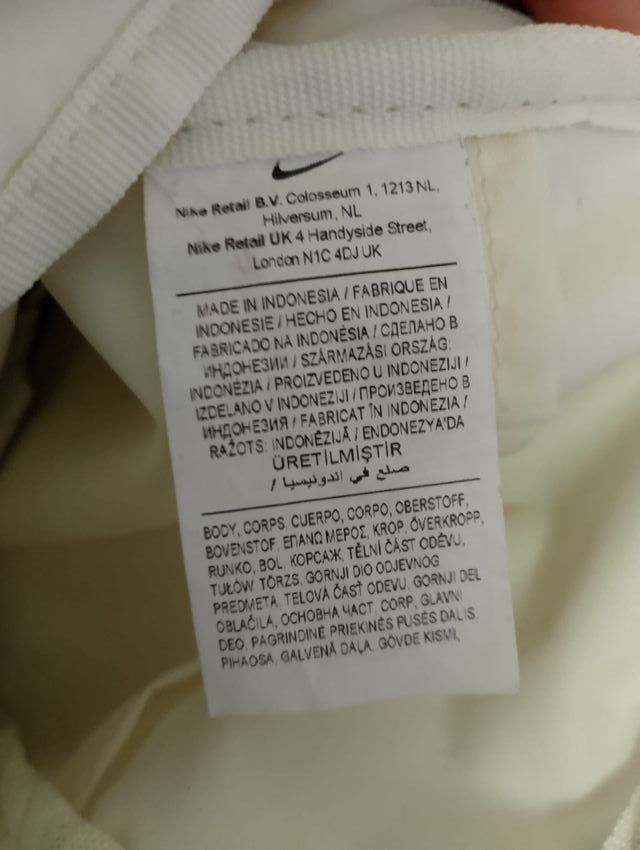 Nike Retail B.V. Colosseum 1, 1213 NL,
Hilversum, NL
Nike Retail UK 4 Handyside Street,
London N1C 4DJ UK
MADE IN INDONESIA / FABRIQUE EN
INDONESIE / HECHO EN INDONESIA /
FABRICADO NA INDONÉSIA / СДЕЛАНО В
ИНДОНЕЗИИ / SZÁRMAZÁSI ORSZÁG:
INDONÉZIA / PROIZVEDENO U INDONEZIJI /
IZDELANO V INDONEZIJI / ПРОИЗВЕДЕНО В
ИНДОНЕЗИЯ / FABRICAT ÎN INDONEZIA /
RAŽOTS: INDONĒZIJĀ / ENDONEZYA'DA
ÜRETİLMİŞTİR
صنع في اندونيسيا /
BODY, CORPS, CUERPO, CORPO, OBERSTOFF,
BOVENSTOF, ΕΠΑΝΩ ΜΕΡΟΣ, KROP, ÖVERKROPP,
RUNKO, BOL, КОРСАЖ, TĚLNÍ ČÁST ODĚVU,
TUŁÓW TÖRZS, GORNJI DIO ODJEVNOG
PREDMETA, TELOVÁ ČASŤ ODEVU, GORNJI DEL
OBLAČILA, ОСНОВНА ЧАСТ, CORP, GLAVNI
DEO, PAGRINDINĖ PRIEKINĖS PUSĖS DALIS,
PIHAOSA, GALVENĀ DAĻA, GÖVDE KISMI,